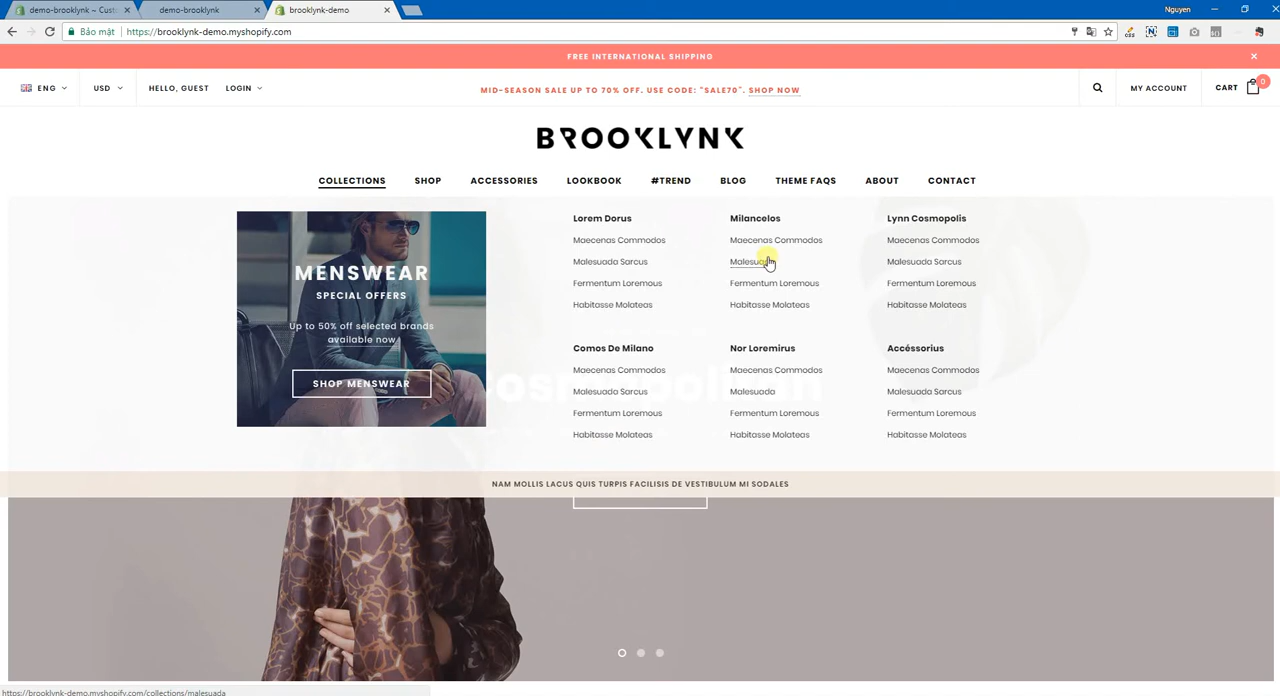 demo-brooklynk – Cust
demo-brooklynk
brooklynk-demo
Nguyen
Bảo mật
https://brooklynk-demo.myshopify.com
FREE INTERNATIONAL SHIPPING
ENG
USD
HELLO, GUEST
LOGIN
MID-SEASON SALE UP TO 70% OFF. USE CODE: "SALE70". SHOP NOW
MY ACCOUNT
CART
0
BROOKLYNK
COLLECTIONS
SHOP
ACCESSORIES
LOOKBOOK
#TREND
BLOG
THEME FAQS
ABOUT
CONTACT
MENSWEAR
SPECIAL OFFERS
Up to 50% off selected brands
available now
SHOP MENSWEAR
Lorem Dorus
Maecenas Commodos
Malesuada Sarcus
Fermentum Loremous
Habitasse Molateas
Milancelos
Maecenas Commodos
Fermentum Loremous
Habitasse Molateas
Lynn Cosmopolis
Maecenas Commodos
Malesuada Sarcus
Fermentum Loremous
Habitasse Molateas
Comos De Milano
Maecenas Commodos
Malesuada Sarcus
Fermentum Loremous
Habitasse Molateas
Nor Loremirus
Maecenas Commodos
Malesuada
Fermentum Loremous
Habitasse Molateas
Accéssorius
Maecenas Commodos
Malesuada Sarcus
Fermentum Loremous
Habitasse Molateas
NAM MOLLIS LACUS QUIS TURPIS FACILISIS DE VESTIBULUM MI SODALES
https://brooklynk-demo.myshopify.com/collections/malesuada